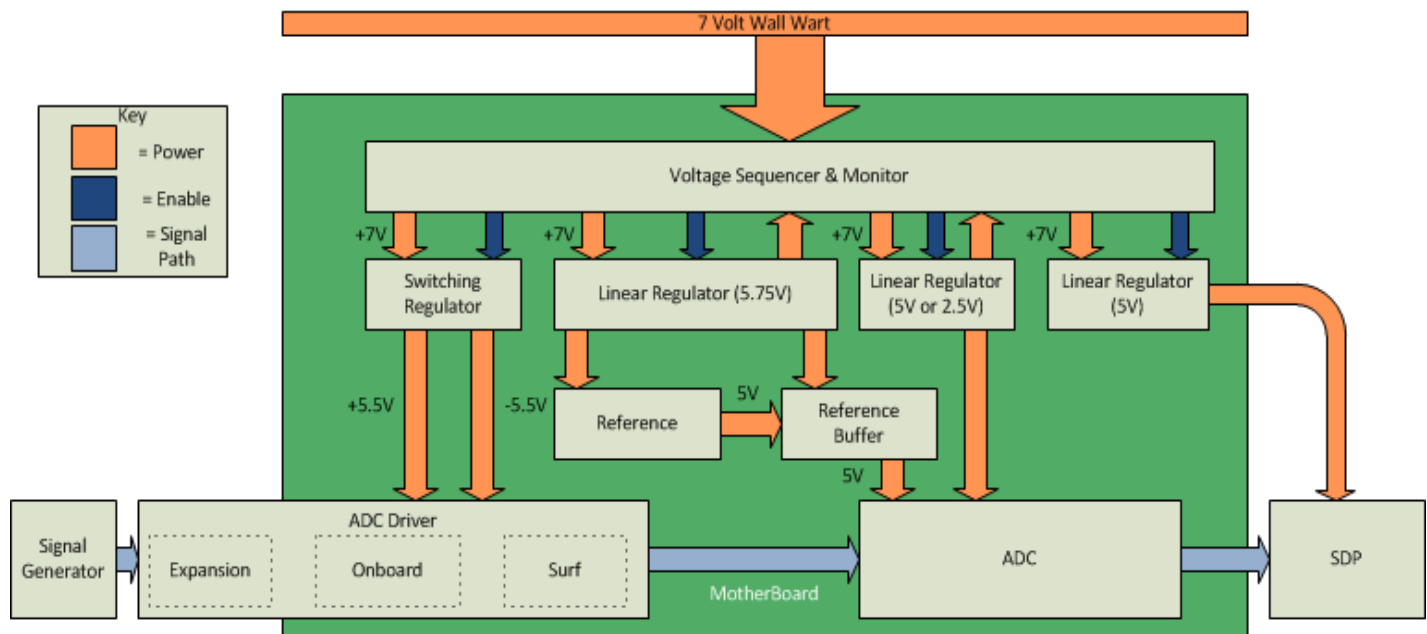 7 Volt Wall Wart
Key
= Power
= Enable
= Signal
Path
Voltage Sequencer & Monitor
+7V
+7V
+7V
+7V
Switching
Regulator
Linear Regulator (5.75V)
Linear Regulator
(5V or 2.5V)
Linear Regulator
(5V)
+5.5V
-5.5V
5V
Reference
Reference
Buffer
5V
Signal
Generator
ADC Driver
Expansion
Onboard
Surf
MotherBoard
ADC
SDP